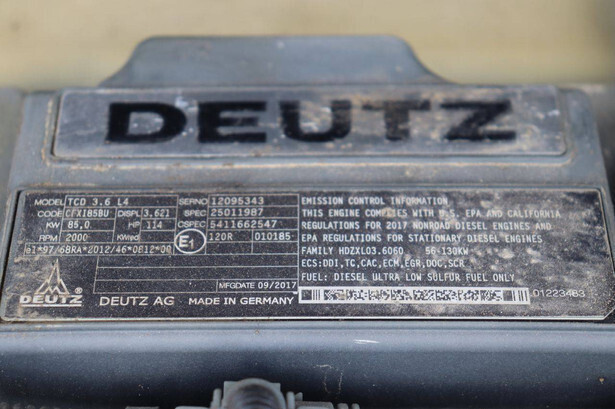 DEUTZ
MODEL TCD 3.6 L4 SERNO 12095343
CODE CFXI85BU DISPL 3.621 SPEC 25011987
KW 85,0 HP 114 CSPEC 5411662547
RPM 2000 KW/red E1 120R 010185
e1*97/68RA*2012/46*0812*00
MFGDATE 09/2017
DEUTZ DEUTZ AG MADE IN GERMANY
EMISSION CONTROL INFORMATION
THIS ENGINE COMPLIES WITH U.S. EPA AND CALIFORNIA
REGULATIONS FOR 2017 NONROAD DIESEL ENGINES AND
EPA REGULATIONS FOR STATIONARY DIESEL ENGINES
FAMILY HDZXL03.6060 56-130KW
ECS:DDI,TC,CAC,ECM,EGR,DOC,SCR
FUEL: DIESEL ULTRA LOW SULFUR FUEL ONLY
01223463